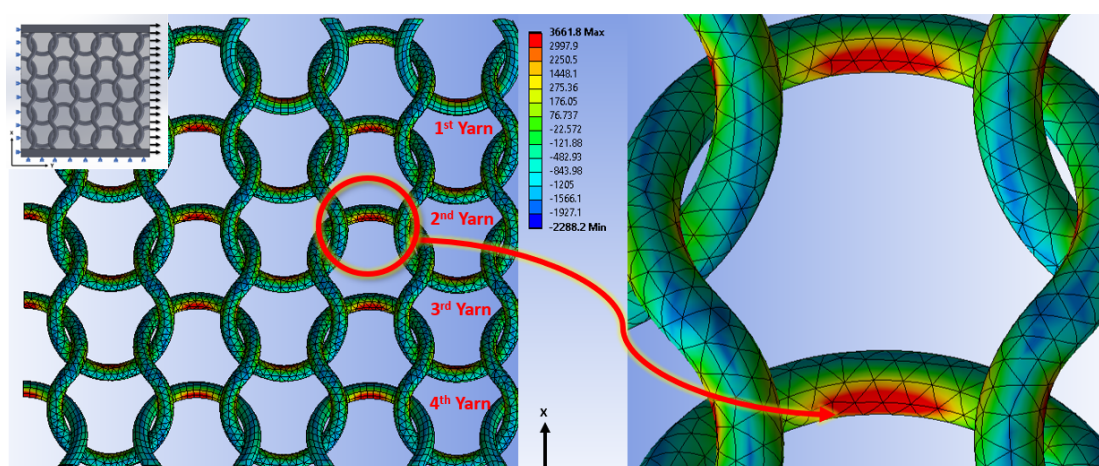 3661.8 Max
2997.9
2250.5
1448.1
275.36
176.05
76.737
-22.572
-121.88
-482.93
-843.98
-1205
-1566.1
-1927.1
-2288.2 Min
1st Yarn
2nd Yarn
3rd Yarn
4th Yarn
X
X
Y